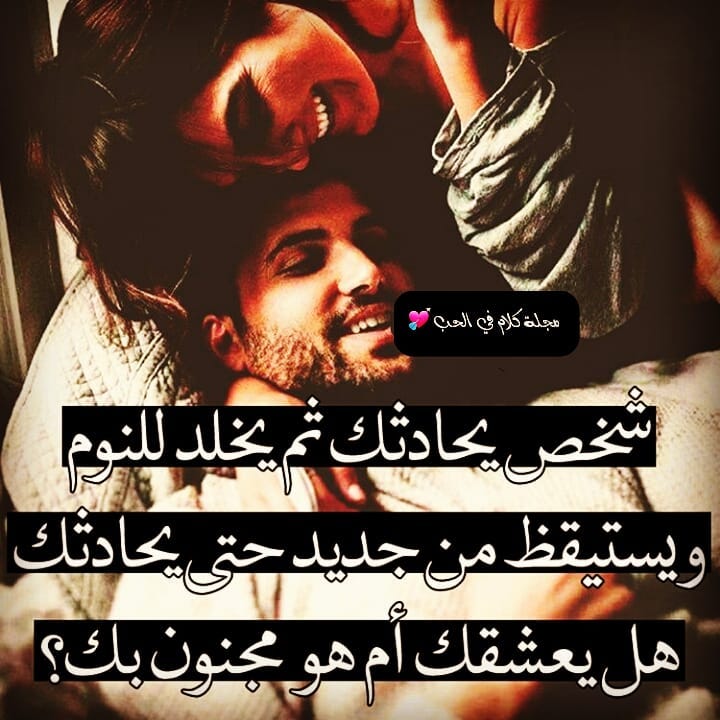 مجلة كلام في الحب 💞
شخص يحادثك ثم يخلد للنوم
ويستيقظ من جديد حتى يحادثك
هل يعشقك أم هو مجنون بك؟